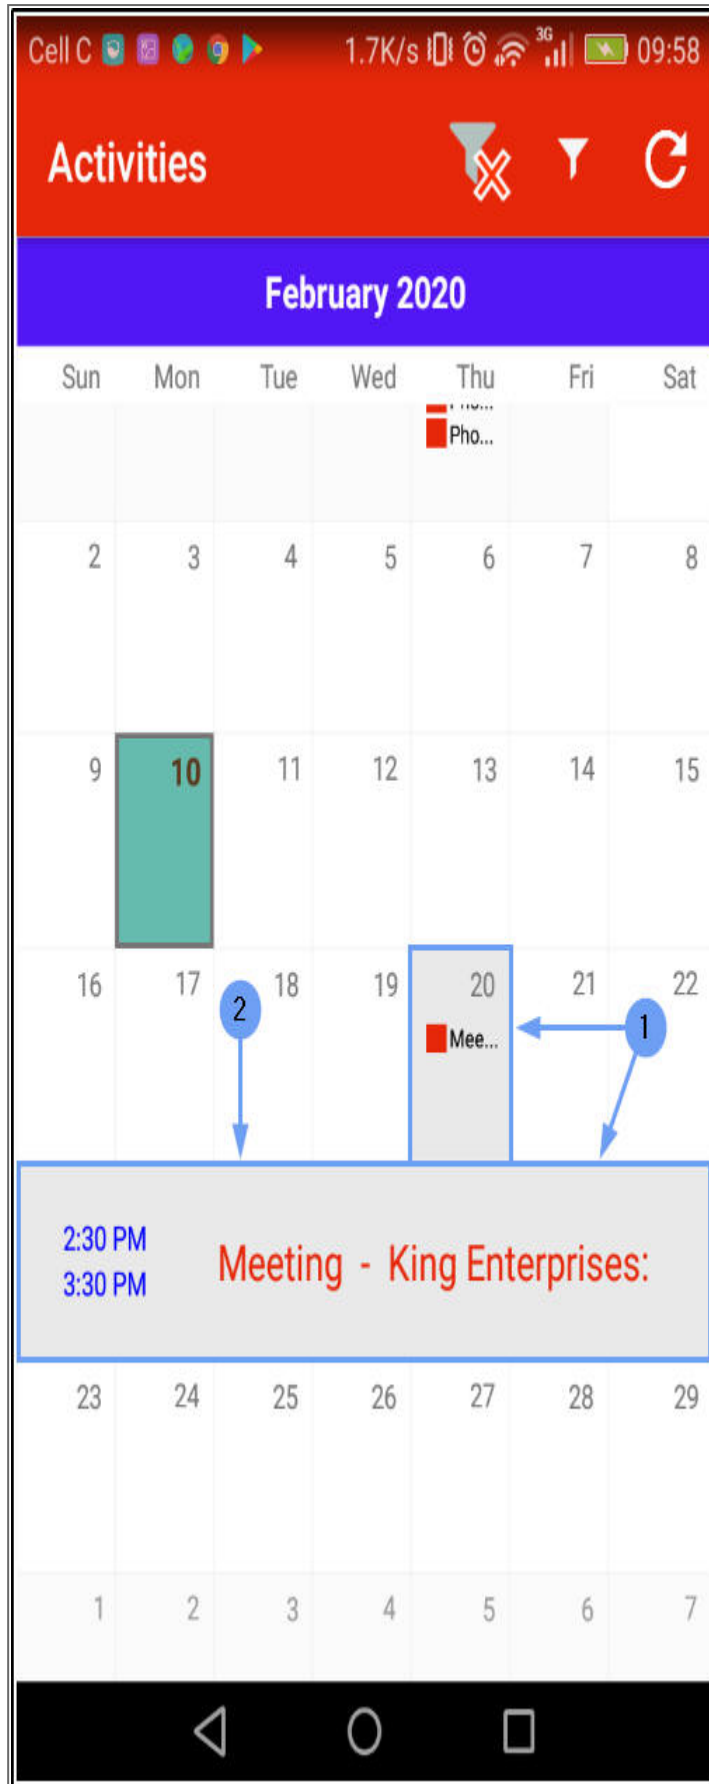 Cell C 1.7K/s 3G 09:58
Activities
February 2020
Sun Mon Tue Wed Thu Fri Sat
Pho...
2 3 4 5 6 7 8
9 10 11 12 13 14 15
16 17 18 19 20 21 22
2 1
Mee...
2:30 PM
3:30 PM
Meeting - King Enterprises:
23 24 25 26 27 28 29
1 2 3 4 5 6 7